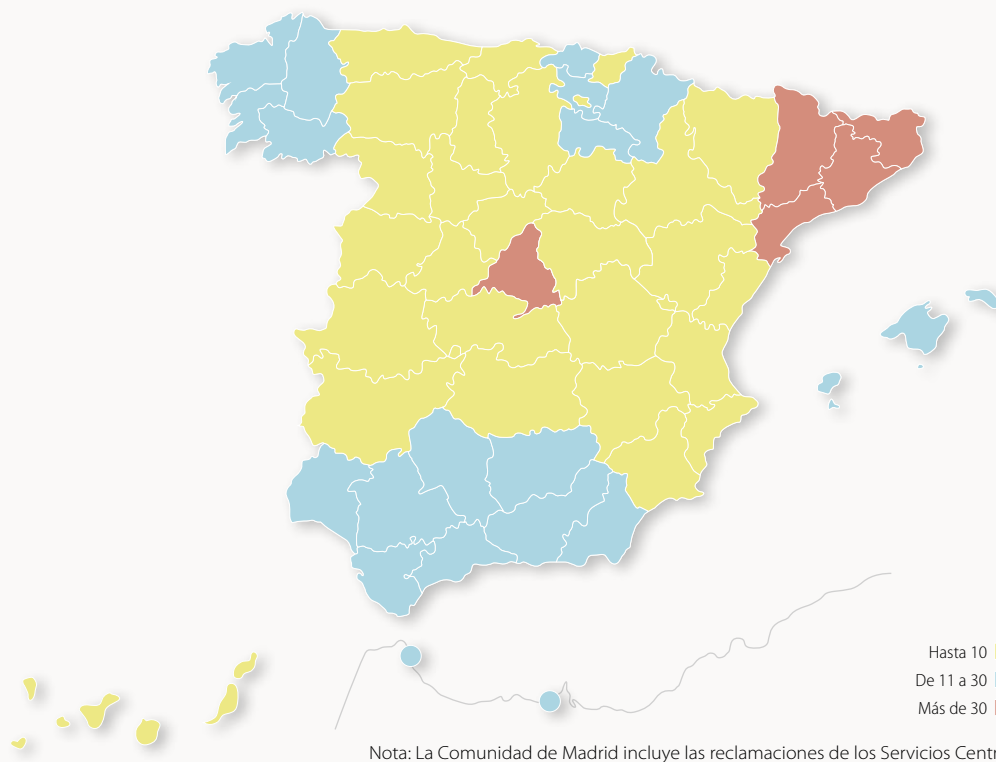 Hasta 10
De 11 a 30
Más de 30
Nota: La Comunidad de Madrid incluye las reclamaciones de los Servicios